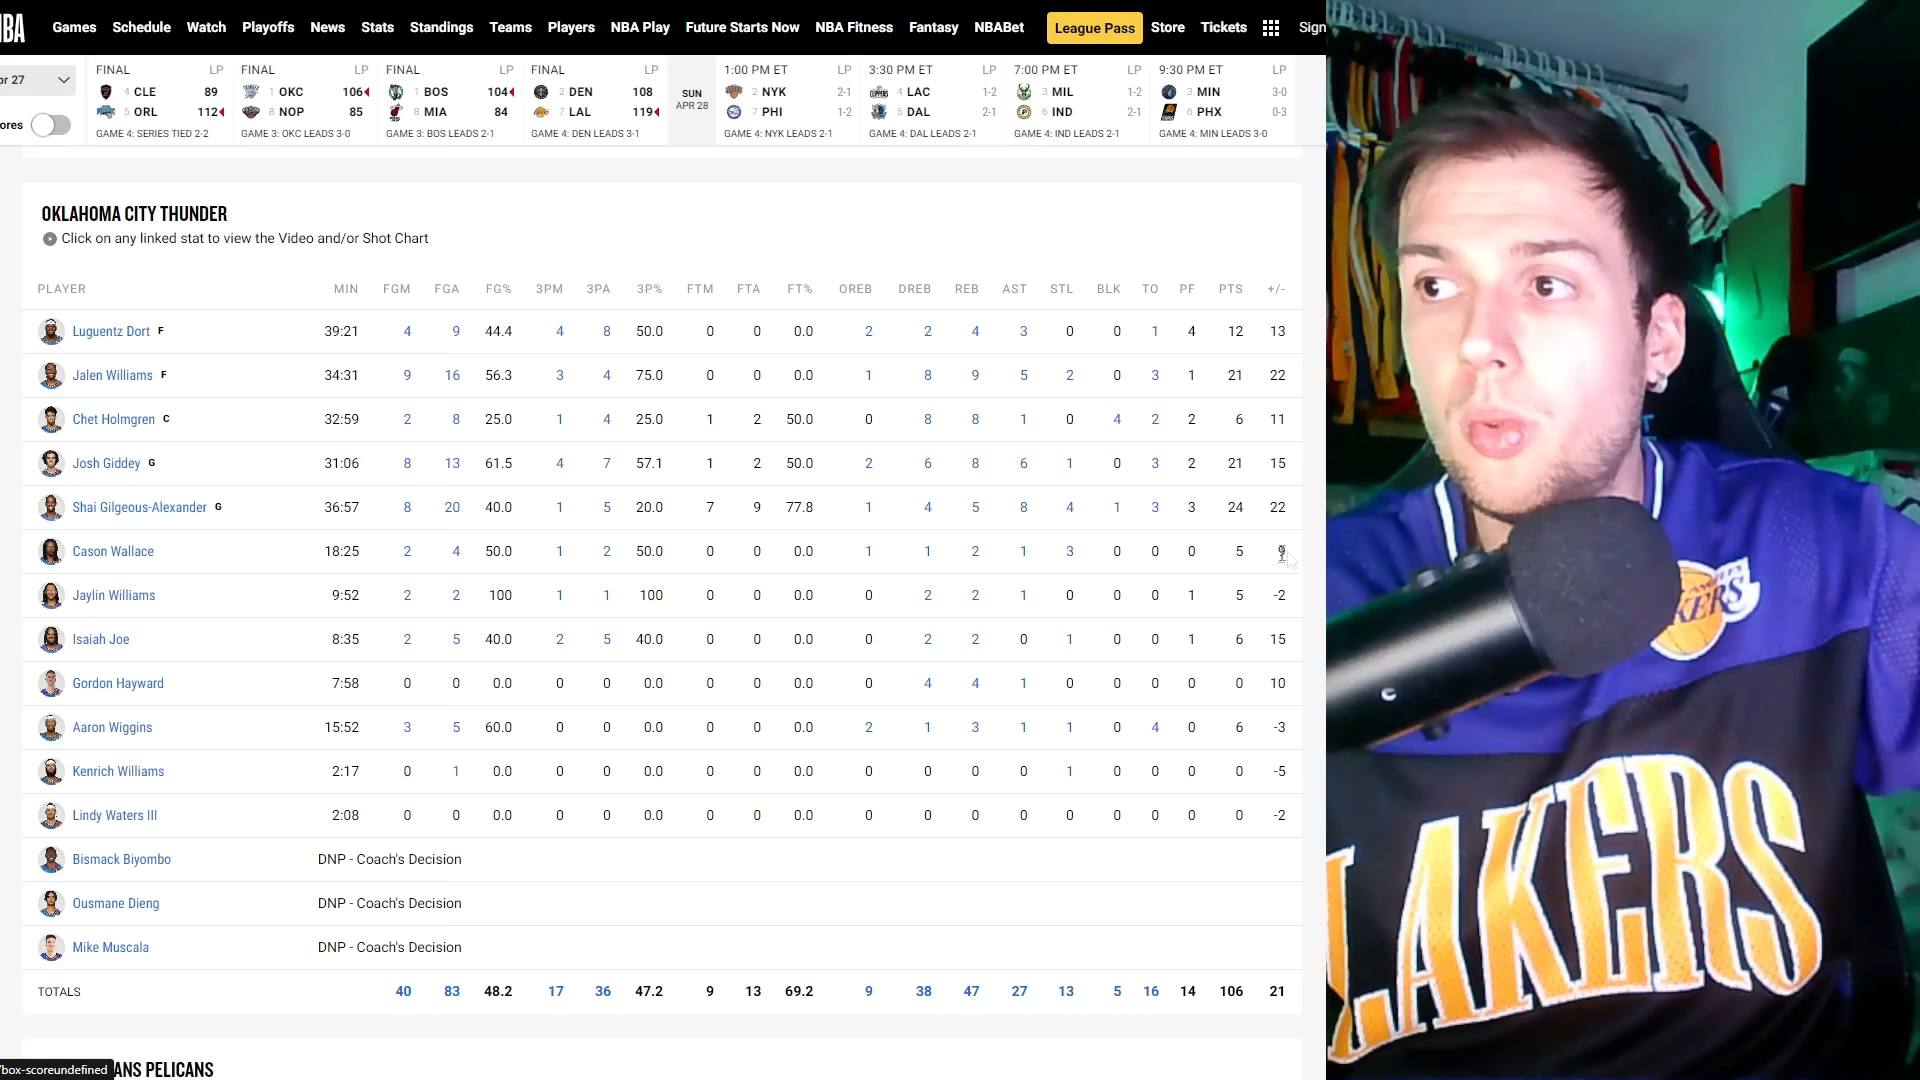 NBA Games Schedule Watch Playoffs News Stats Standings Teams Players NBA Play Future Starts Now NBA Fitness Fantasy NBABet League Pass Store Tickets Sign
pr 27
ores
FINAL LP
4 CLE 89
5 ORL 112
GAME 4: SERIES TIED 2-2
FINAL LP
1 OKC 106
8 NOP 85
GAME 3: OKC LEADS 3-0
FINAL LP
1 BOS 104
8 MIA 84
GAME 3: BOS LEADS 2-1
FINAL LP
2 DEN 108
7 LAL 119
GAME 4: DEN LEADS 3-1
SUN
APR 28
1:00 PM ET LP
2 NYK 2-1
7 PHI 1-2
GAME 4: NYK LEADS 2-1
3:30 PM ET LP
4 LAC 1-2
5 DAL 2-1
GAME 4: DAL LEADS 2-1
7:00 PM ET LP
3 MIL 1-2
6 IND 2-1
GAME 4: IND LEADS 2-1
9:30 PM ET LP
3 MIN 3-0
6 PHX 0-3
GAME 4: MIN LEADS 3-0
OKLAHOMA CITY THUNDER
Click on any linked stat to view the Video and/or Shot Chart
PLAYER MIN FGM FGA FG% 3PM 3PA 3P% FTM FTA FT% OREB DREB REB AST STL BLK TO PF PTS +/-
Luguentz Dort F 39:21 4 9 44.4 4 8 50.0 0 0 0.0 2 2 4 3 0 0 1 4 12 13
Jalen Williams F 34:31 9 16 56.3 3 4 75.0 0 0 0.0 1 8 9 5 2 0 3 1 21 22
Chet Holmgren C 32:59 2 8 25.0 1 4 25.0 1 2 50.0 0 8 8 1 0 4 2 2 6 11
Josh Giddey G 31:06 8 13 61.5 4 7 57.1 1 2 50.0 2 6 8 6 1 0 3 2 21 15
Shai Gilgeous-Alexander G 36:57 8 20 40.0 1 5 20.0 7 9 77.8 1 4 5 8 4 1 3 3 24 22
Cason Wallace 18:25 2 4 50.0 1 2 50.0 0 0 0.0 1 1 2 1 3 0 0 0 5
Jaylin Williams 9:52 2 2 100 1 1 100 0 0 0.0 0 2 2 1 0 0 0 1 5 -2
Isaiah Joe 8:35 2 5 40.0 2 5 40.0 0 0 0.0 0 2 2 0 1 0 0 1 6 15
Gordon Hayward 7:58 0 0 0.0 0 0 0.0 0 0 0.0 0 4 4 1 0 0 0 0 0 10
Aaron Wiggins 15:52 3 5 60.0 0 0 0.0 0 0 0.0 2 1 3 1 1 0 4 0 6 -3
Kenrich Williams 2:17 0 1 0.0 0 0 0.0 0 0 0.0 0 0 0 0 1 0 0 0 0 -5
Lindy Waters III 2:08 0 0 0.0 0 0 0.0 0 0 0.0 0 0 0 0 0 0 0 0 0 -2
Bismack Biyombo DNP - Coach's Decision
Ousmane Dieng DNP - Coach's Decision
Mike Muscala DNP - Coach's Decision
TOTALS 40 83 48.2 17 36 47.2 9 13 69.2 9 38 47 27 13 5 16 14 106 21
/box-scoreundefined
ANS PELICANS
LAKERS